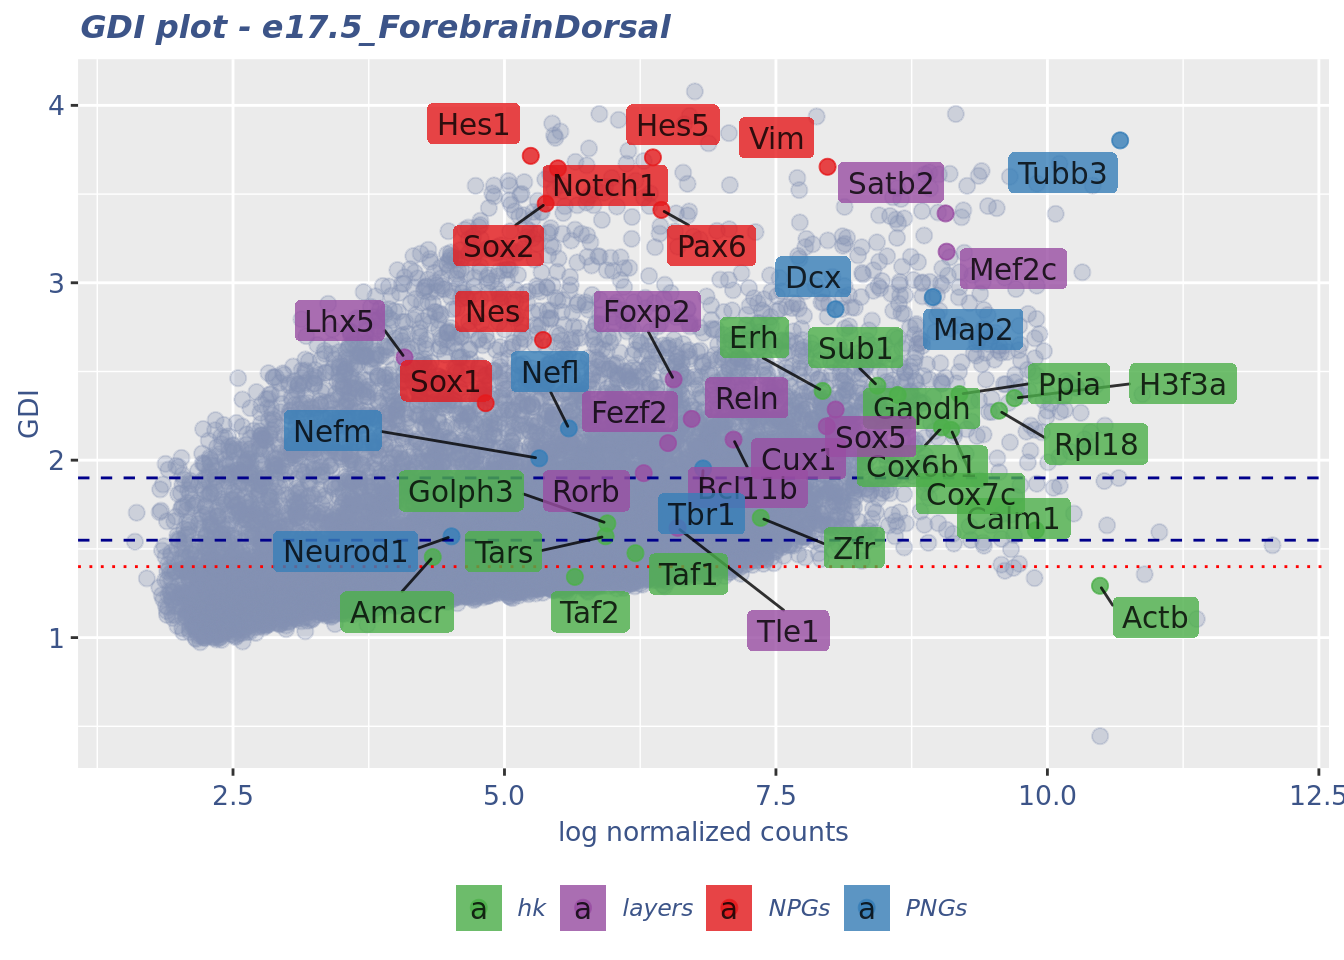 GDI plot - e17.5_ForebrainDorsal
GDI
4
3
2
1
Hes1
Hes5
Vim
Notch1
Satb2
Tubb3
Sox2
Pax6
Dcx
Mef2c
Lhx5
Nes
Foxp2
Erh
Sub1
Map2
Sox1
Nefl
Fezf2
Reln
Gapdh
Ppia
H3f3a
Nefm
Sox5
Rpl18
Cux1
Cox6b1
Golph3
Rorb
Bcl11b
Cox7c
Tbr1
Calm1
Neurod1
Tars
Zfr
Taf1
Amacr
Taf2
Tle1
Actb
2.5
5.0
7.5
10.0
12.5
log normalized counts
a hk a layers a NPGs a PNGs